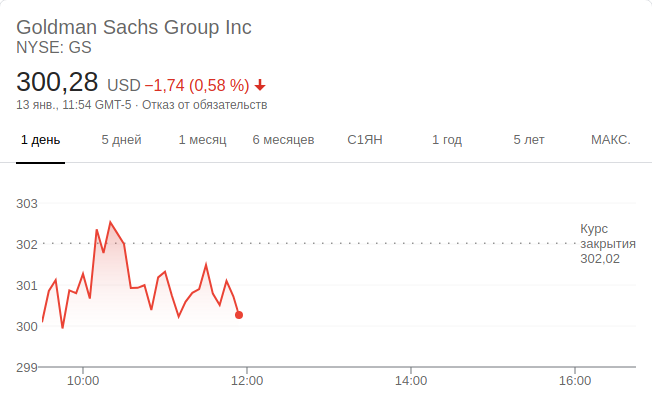 Goldman Sachs Group Inc
NYSE: GS
300,28 USD −1,74 (0,58 %)
13 янв., 11:54 GMT-5 · Отказ от обязательств
1 день 5 дней 1 месяц 6 месяцев С1ЯН 1 год 5 лет МАКС.
303
302
301
300
299
Курс
закрытия
302,02
10:00 12:00 14:00 16:00